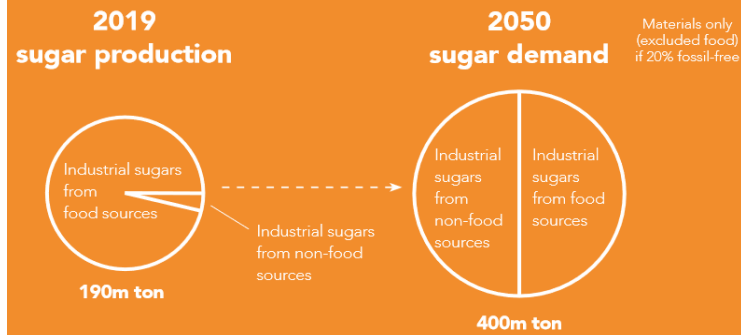 2019
sugar production
2050
sugar demand
Materials only
(excluded food)
if 20% fossil-free
Industrial sugars
from
food sources
Industrial sugars
from non-food
sources
190m ton
Industrial
sugars
from
non-food
sources
Industrial
sugars
from food
sources
400m ton